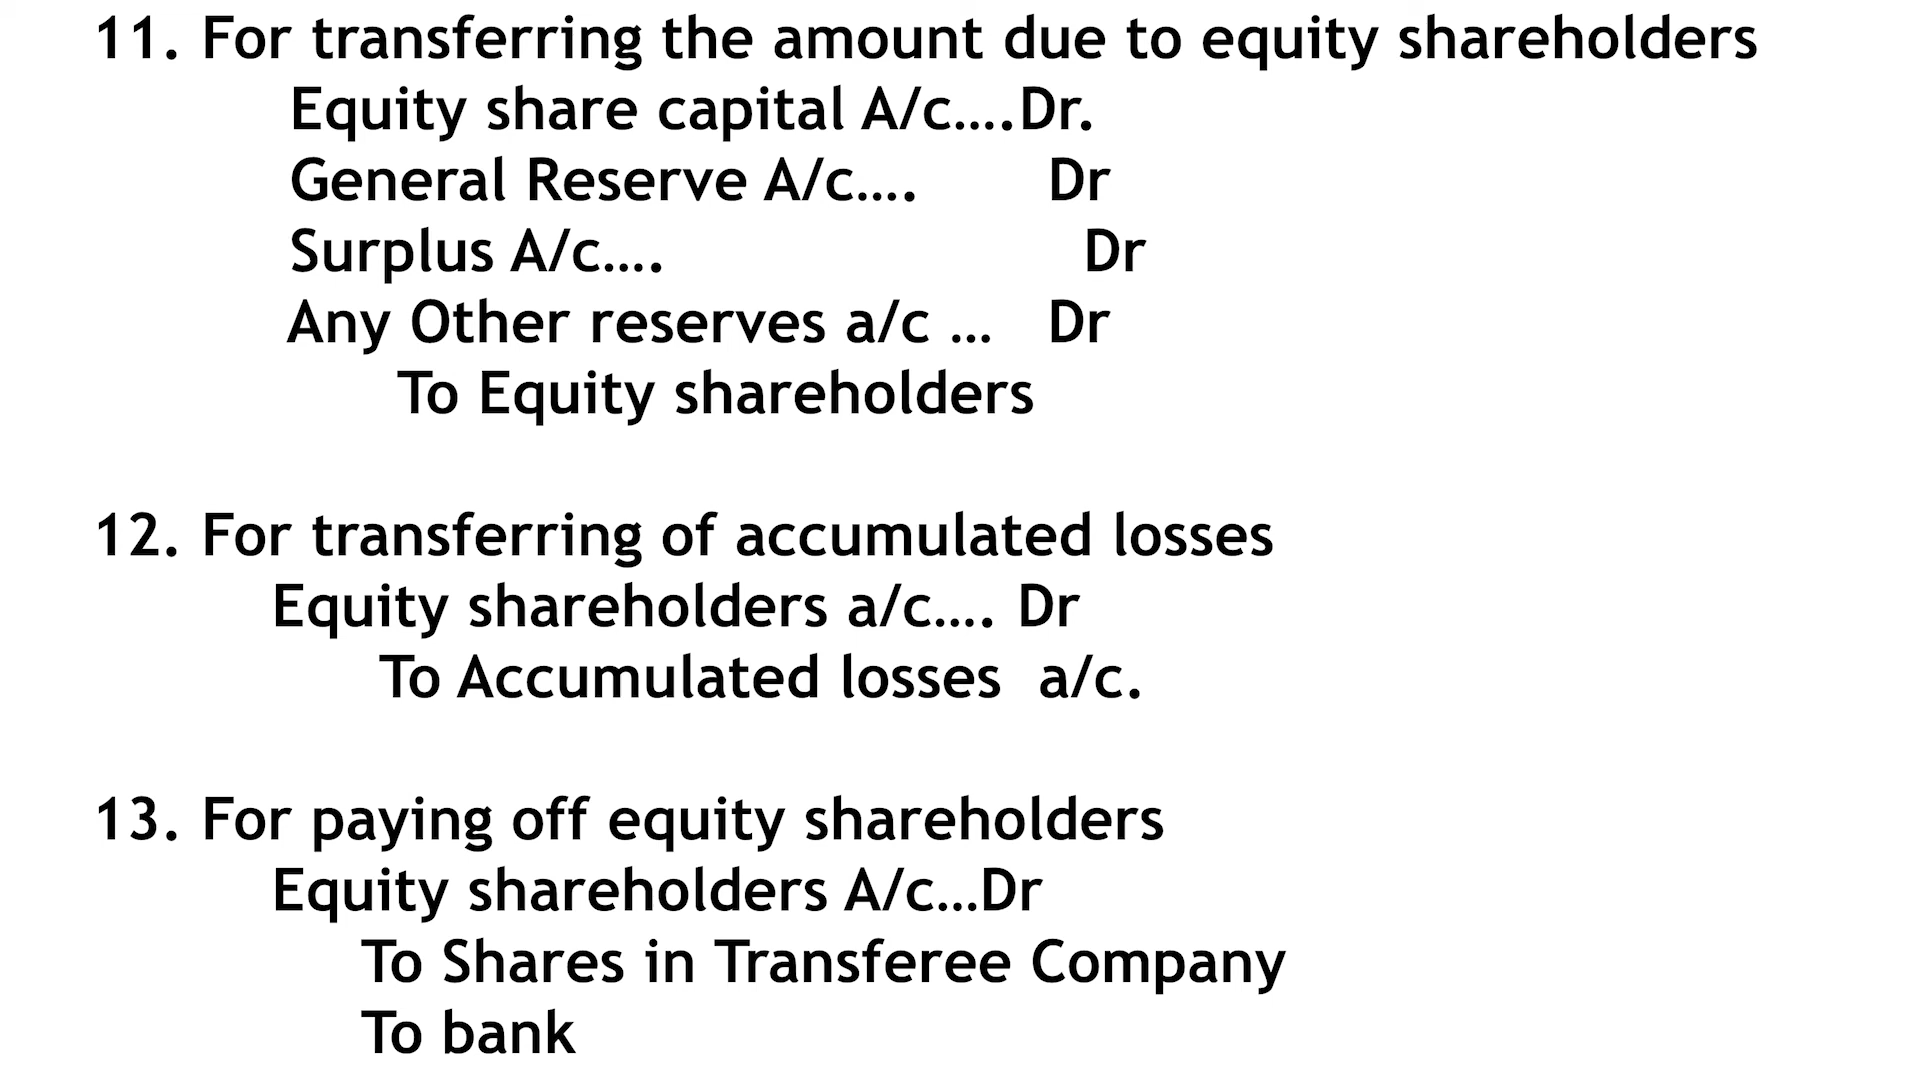 11. For transferring the amount due to equity shareholders
Equity share capital A/c....Dr.
General Reserve A/c.... Dr
Surplus A/c.... Dr
Any Other reserves a/c ... Dr
To Equity shareholders
12. For transferring of accumulated losses
Equity shareholders a/c.... Dr
To Accumulated losses a/c.
13. For paying off equity shareholders
Equity shareholders A/c...Dr
To Shares in Transferee Company
To bank